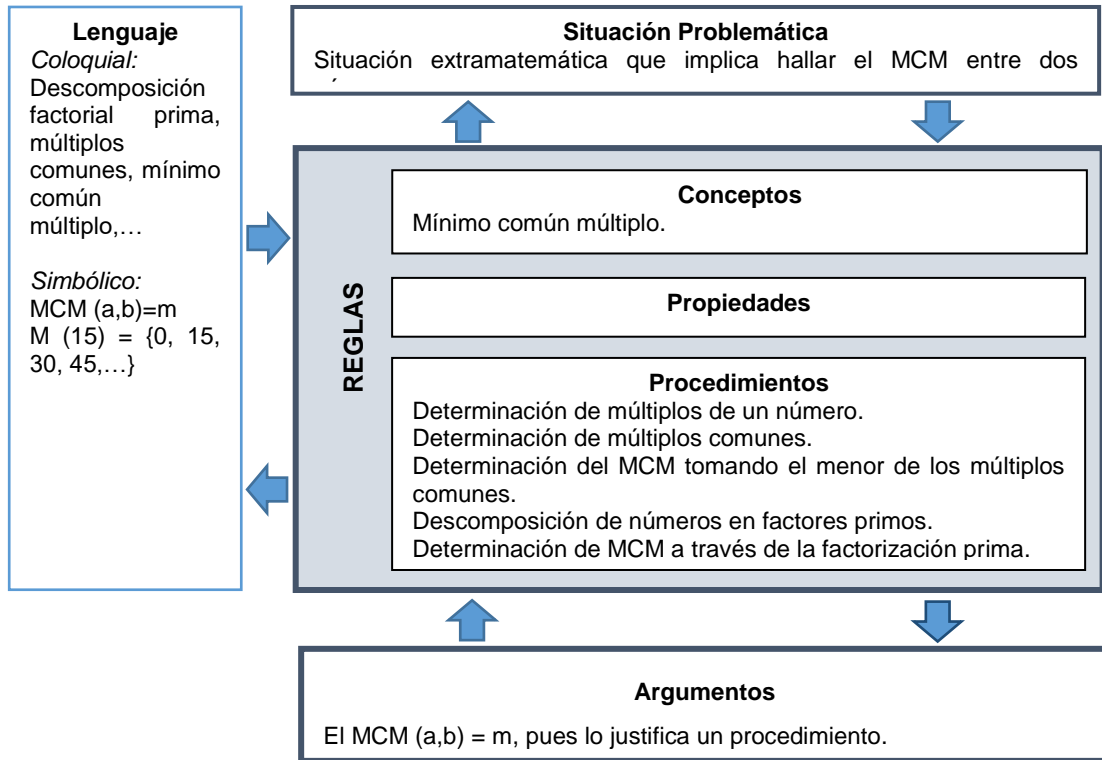 Lenguaje
Coloquial:
Descomposición
factorial prima,
múltiplos
comunes, mínimo
común
múltiplo,…
Simbólico:
MCM (a,b)=m
M (15) = {0, 15,
30, 45,…}
Situación Problemática
Situación extramatemática que implica hallar el MCM entre dos
REGLAS
Conceptos
Mínimo común múltiplo.
Propiedades
Procedimientos
Determinación de múltiplos de un número.
Determinación de múltiplos comunes.
Determinación del MCM tomando el menor de los múltiplos
comunes.
Descomposición de números en factores primos.
Determinación de MCM a través de la factorización prima.
Argumentos
El MCM (a,b) = m, pues lo justifica un procedimiento.